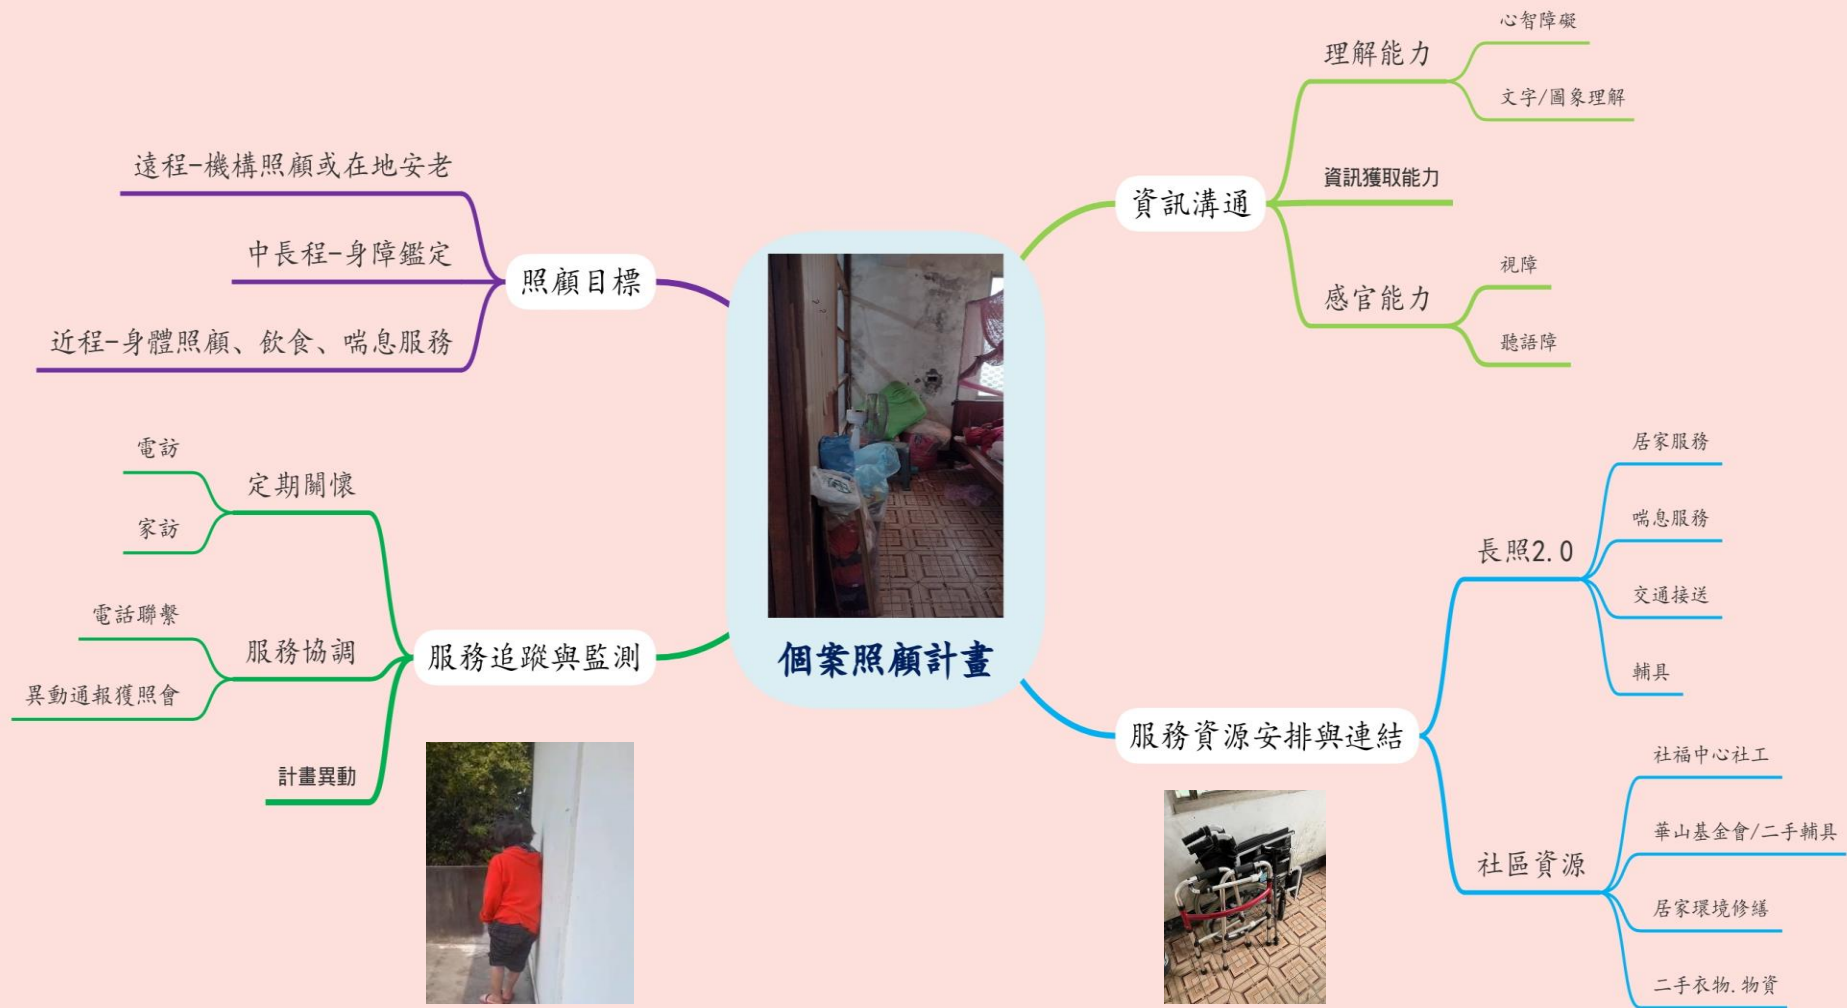 個案照顧計畫
照顧目標
遠程-機構照顧或在地安老
中長程-身障鑑定
近程-身體照顧、飲食、喘息服務
服務追蹤與監測
定期關懷
電訪
家訪
服務協調
電話聯繫
異動通報獲照會
計畫異動
資訊溝通
理解能力
心智障礙
文字/圖象理解
資訊獲取能力
感官能力
視障
聽語障
服務資源安排與連結
長照2.0
居家服務
喘息服務
交通接送
輔具
社區資源
社福中心社工
華山基金會/二手輔具
居家環境修繕
二手衣物.物資